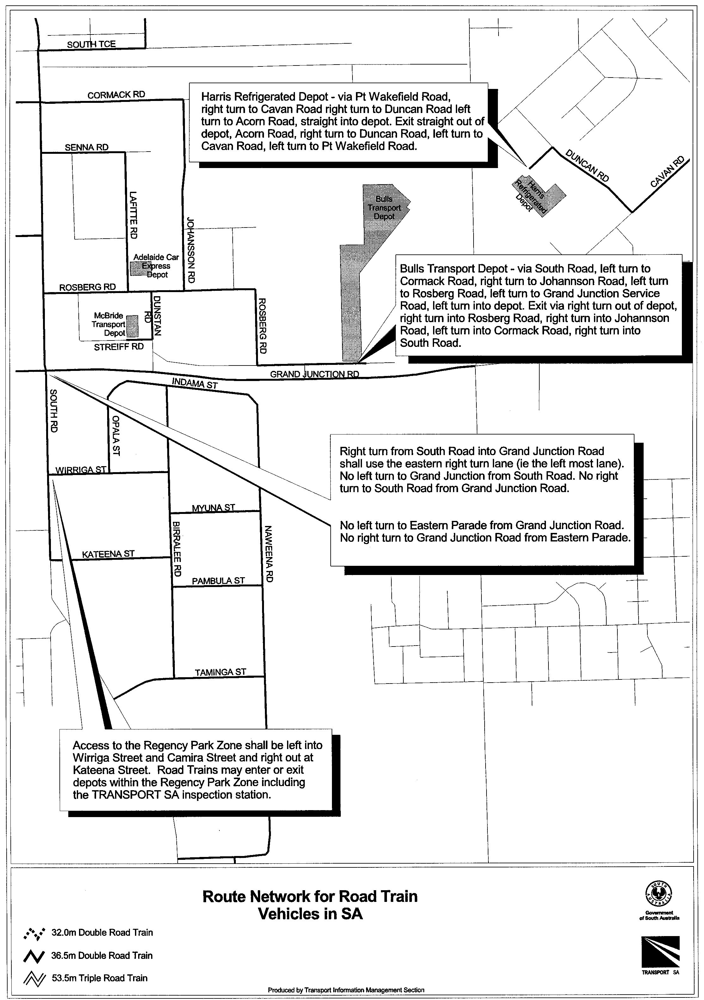 SOUTH TCE
CORMACK RD
Harris Refrigerated Depot - via Pt Wakefield Road,
right turn to Cavan Road right turn to Duncan Road left
turn to Acorn Road, straight into depot. Exit straight out of
depot, Acorn Road, right turn to Duncan Road, left turn to
Cavan Road, left turn to Pt Wakefield Road.
SENNA RD
DUNCAN RD
CAVAN RD
LAFITTE RD
Harris
Refrigerated
Depot
Bulls
Transport
Depot
JOHANSSON RD
Adelaide Car
Express
Depot
Bulls Transport Depot - via South Road, left turn to
Cormack Road, right turn to Johannson Road, left turn
to Rosberg Road, left turn to Grand Junction Service
Road, left turn into depot. Exit via right turn out of depot,
right turn into Rosberg Road, right turn into Johannson
Road, left turn into Cormack Road, right turn into
South Road.
ROSBERG RD
DUNSTAN
RD
ROSBERG RD
McBride
Transport
Depot
STREIFF RD
GRAND JUNCTION RD
INDAMA ST
SOUTH RD
OPALA ST
Right turn from South Road into Grand Junction Road
shall use the eastern right turn lane (ie the left most lane).
No left turn to Grand Junction from South Road. No right
turn to South Road from Grand Junction Road.
No left turn to Eastern Parade from Grand Junction Road.
No right turn to Grand Junction Road from Eastern Parade.
WIRRIGA ST
MYUNA ST
BIRRALEE RD
NAWEENA RD
KATEENA ST
PAMBULA ST
TAMINGA ST
Access to the Regency Park Zone shall be left into
Wirriga Street and Camira Street and right out at
Kateena Street. Road Trains may enter or exit
depots within the Regency Park Zone including
the TRANSPORT SA inspection station.
Route Network for Road Train
Vehicles in SA
32.0m Double Road Train
36.5m Double Road Train
53.5m Triple Road Train
SOUTH
AUSTRALIA
Government
of South Australia
TRANSPORT SA
Produced by Transport Information Management Section